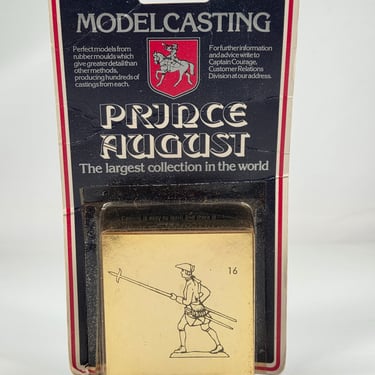 MODELCASTING
Perfect models from
rubber moulds which
give greater detail than
other methods,
producing hundreds of
castings from each.
For further information
and advice write to
Captain Courage,
Customer Relations
Division at our address.
PRINCE
AUGUST
The largest collection in the world
16